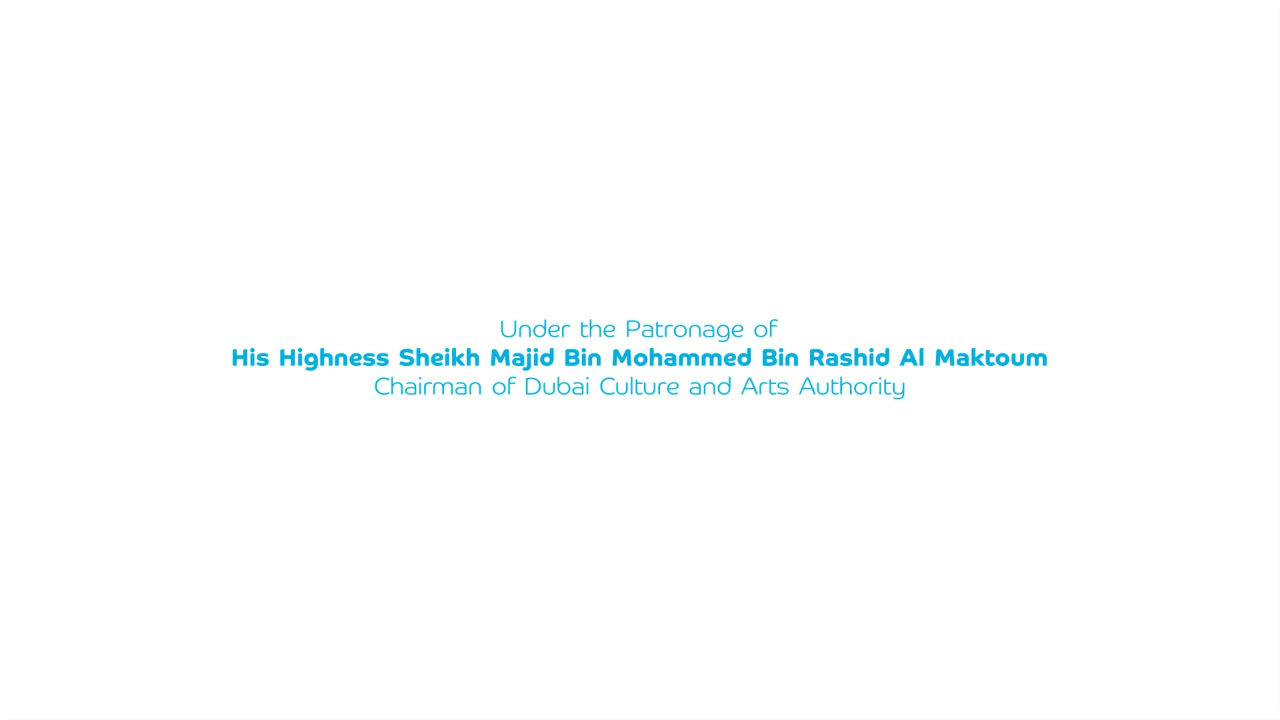 Under the Patronage of
His Highness Sheikh Majid Bin Mohammed Bin Rashid Al Maktoum
Chairman of Dubai Culture and Arts Authority